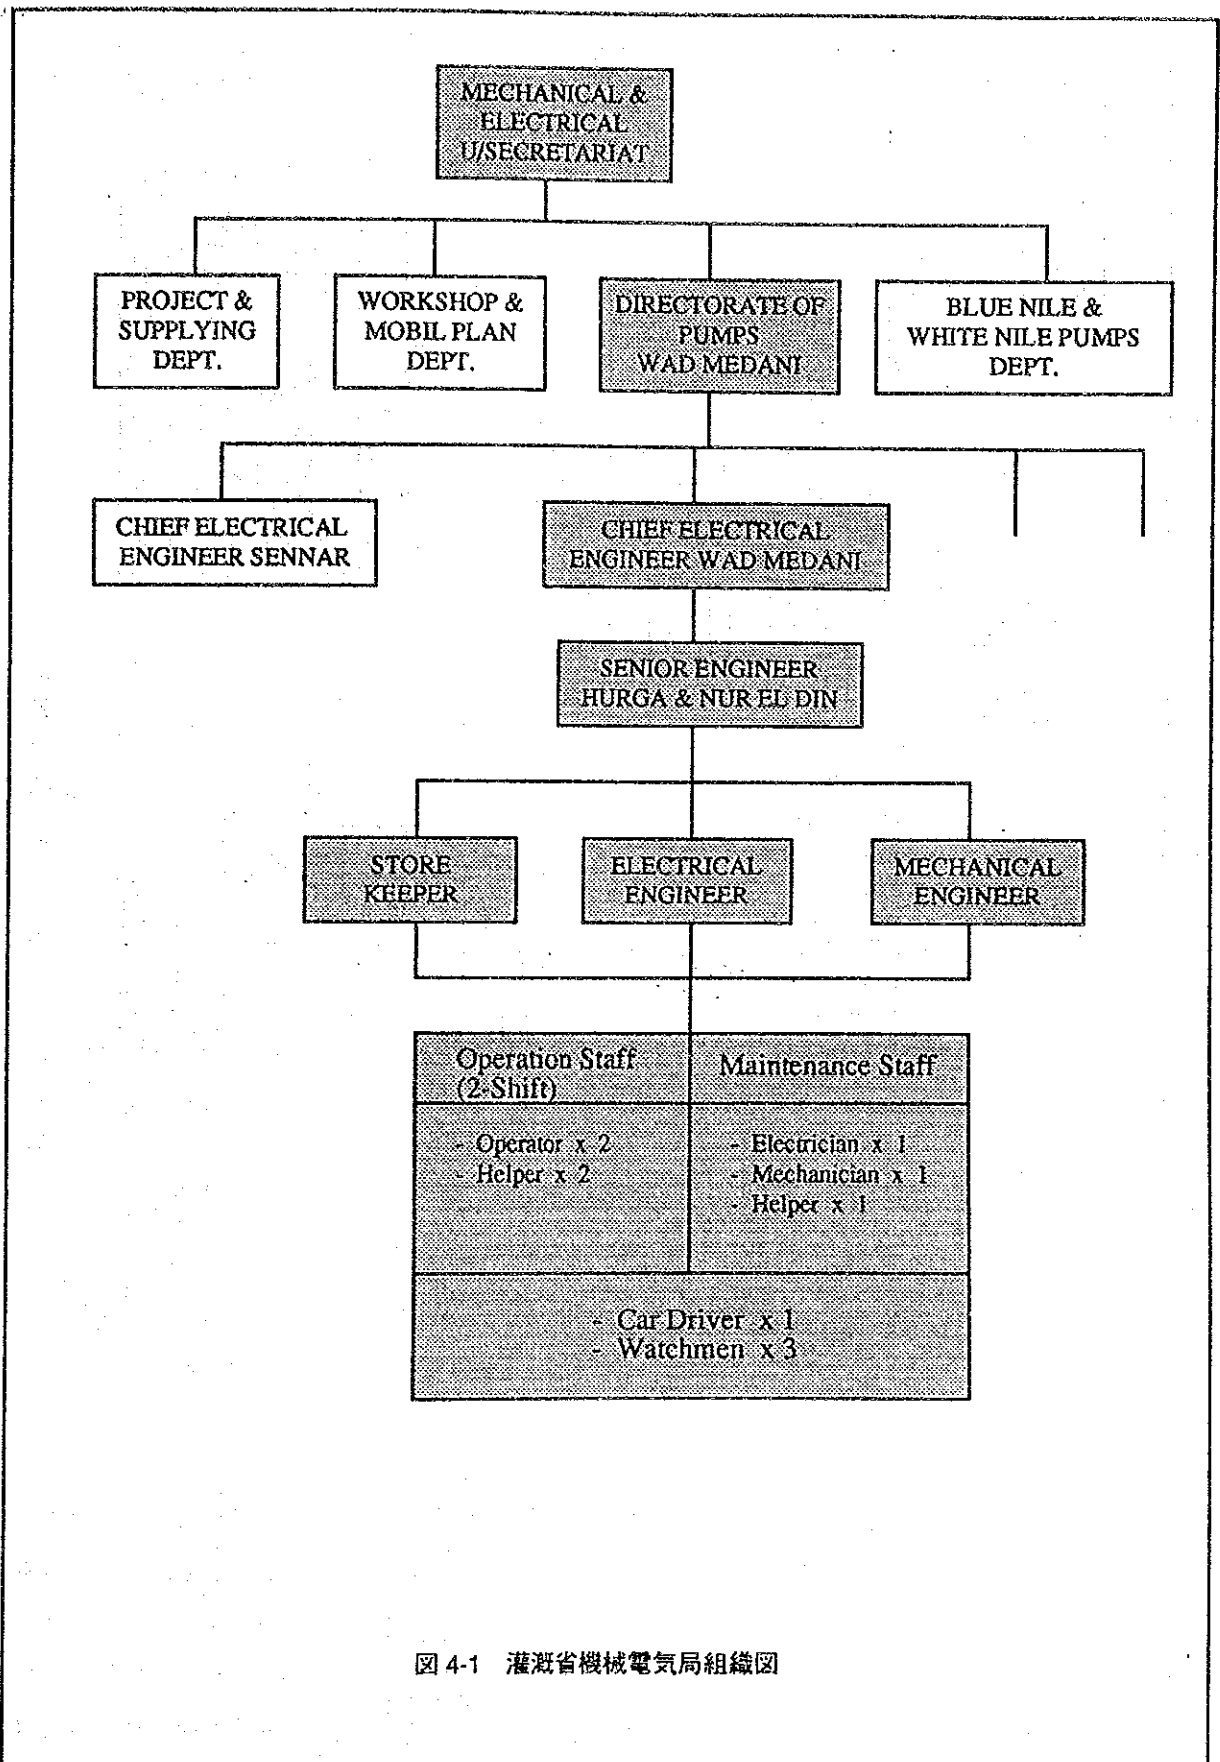 MECHANICAL &
ELECTRICAL
U/SECRETARIAT
PROJECT &
SUPPLYING
DEPT.
WORKSHOP &
MOBIL PLAN
DEPT.
DIRECTORATE OF
PUMPS
WAD MEDANI
BLUE NILE &
WHITE NILE PUMPS
DEPT.
CHIEF ELECTRICAL
ENGINEER SENNAR
CHIEF ELECTRICAL
ENGINEER WAD MEDANI
SENIOR ENGINEER
HURGA & NUR EL DIN
STORE
KEEPER
ELECTRICAL
ENGINEER
MECHANICAL
ENGINEER
Operation Staff
(2-Shift)
Maintenance Staff
- Operator x 2
- Helper x 2
- Electrician x 1
- Mechanician x 1
- Helper x 1
- Car Driver x 1
- Watchmen x 3
図 4-1 灌漑省機械電気局組織図